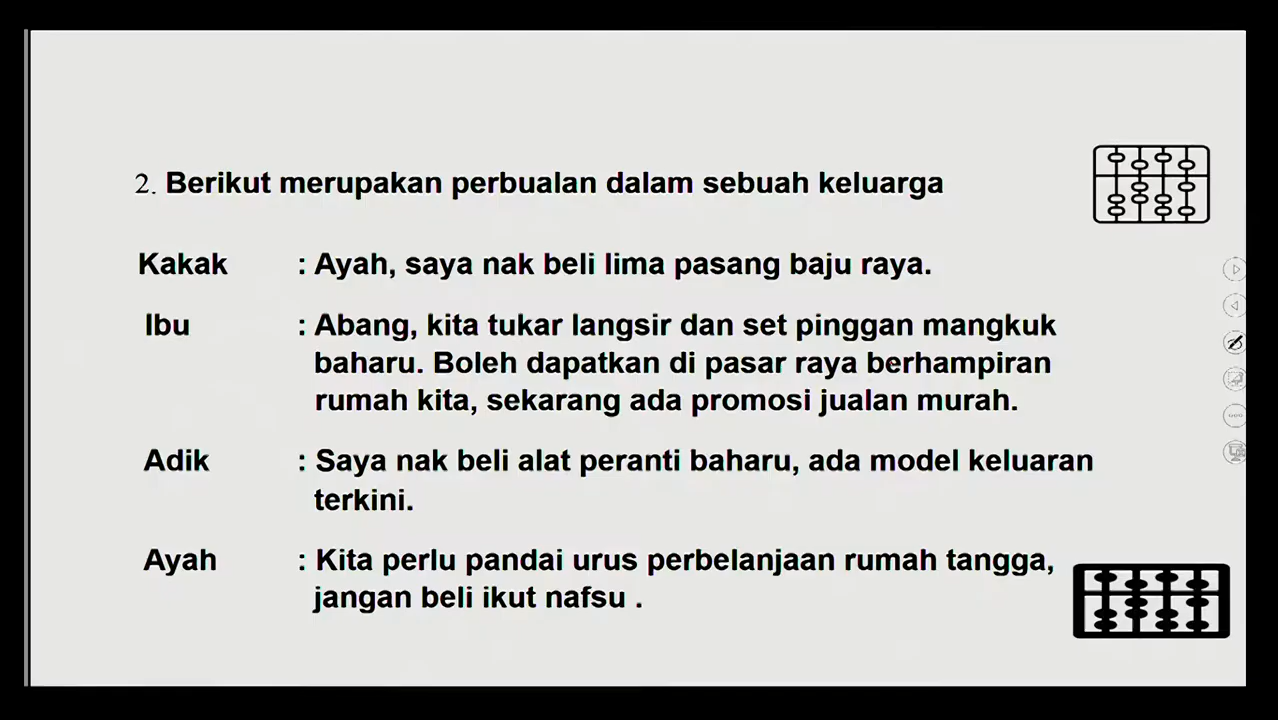 2. Berikut merupakan perbualan dalam sebuah keluarga
Kakak : Ayah, saya nak beli lima pasang baju raya.
Ibu : Abang, kita tukar langsir dan set pinggan mangkuk
baharu. Boleh dapatkan di pasar raya berhampiran
rumah kita, sekarang ada promosi jualan murah.
Adik : Saya nak beli alat peranti baharu, ada model keluaran
terkini.
Ayah : Kita perlu pandai urus perbelanjaan rumah tangga,
jangan beli ikut nafsu .